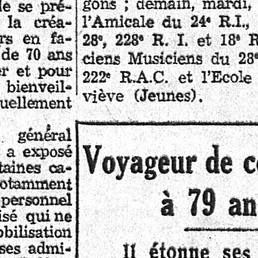 de se pré-
la créa-
rs en fa-
de 70 ans
er et pour
bienveil-
uellement
général
a exposé
taines ca-
otamment
personnel
isé qui ne
obilisation
ses admi-
gons ; demain, mardi,
l'Amicale du 24e R.I.,
28e, 228e R. I. et 18e R
ciens Musiciens du 28e
222e R.A.C. et l'Ecole
viève (Jeunes).
Voyageur de c
à 79 an
Il étonne ses